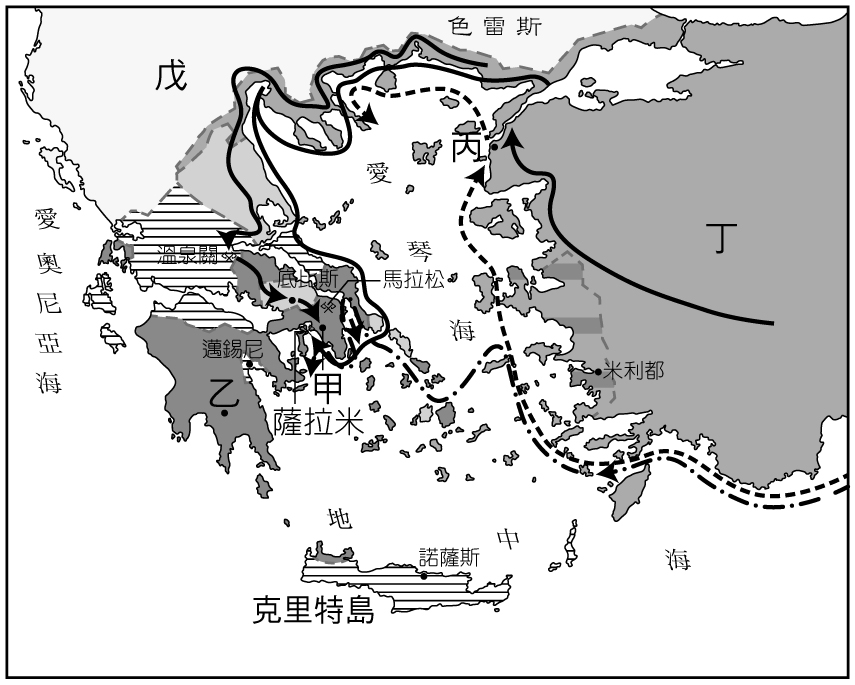 色雷斯
戊
丙
愛琴海
丁
愛奧尼亞海
溫泉關
底比斯
馬拉松
邁錫尼
米利都
乙
甲
薩拉米
地中海
諾薩斯
克里特島